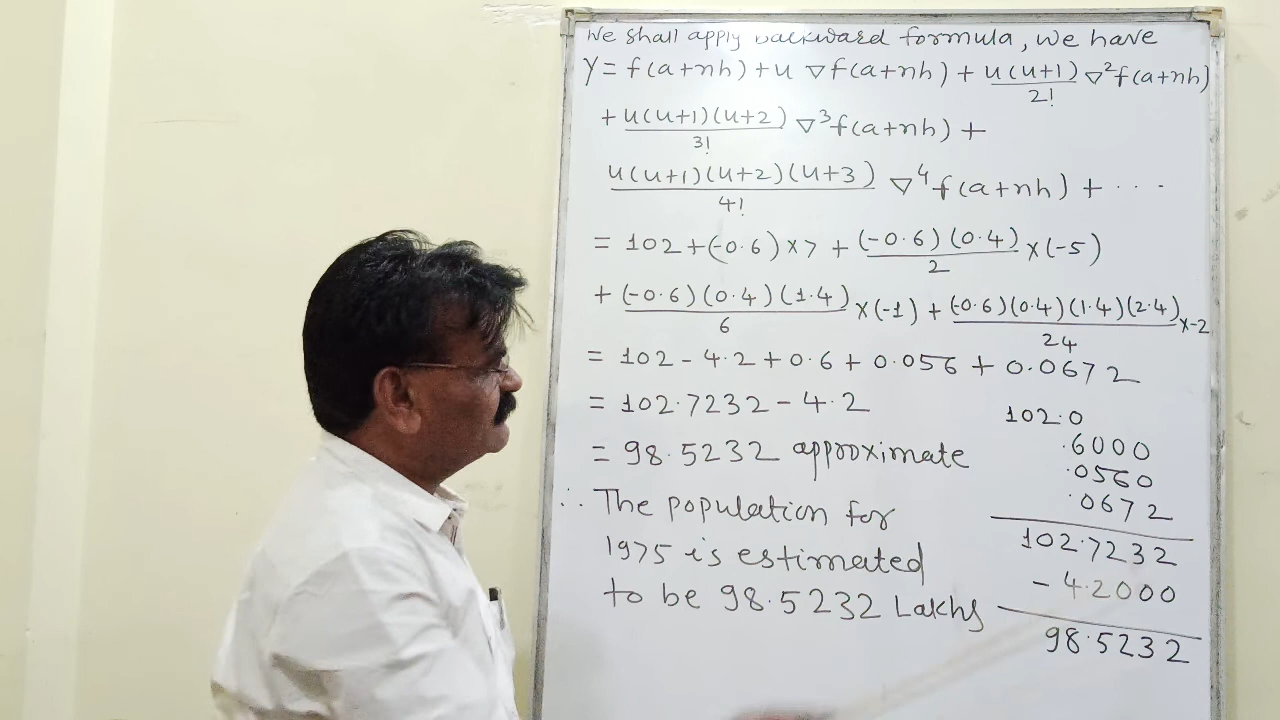 We shall apply backward formula, we have
y = f(a+nh) + u ∇f(a+nh) + u(u+1)/2! ∇²f(a+nh)
+ u(u+1)(u+2)/3! ∇³f(a+nh) +
u(u+1)(u+2)(u+3)/4! ∇⁴f(a+nh) + ....
= 102 + (-0.6) × 7 + (-0.6)(0.4)/2 × (-5)
+ (-0.6)(0.4)(1.4)/6 × (-1) + (-0.6)(0.4)(1.4)(2.4)/24 × -2
= 102 - 4.2 + 0.6 + 0.056 + 0.0672
= 102.7232 - 4.2
= 98.5232 approximate
∴ The population for
1975 is estimated
to be 98.5232 Lakhs
102.0
.6000
.0560
.0672
102.7232
- 4.2000
98.5232